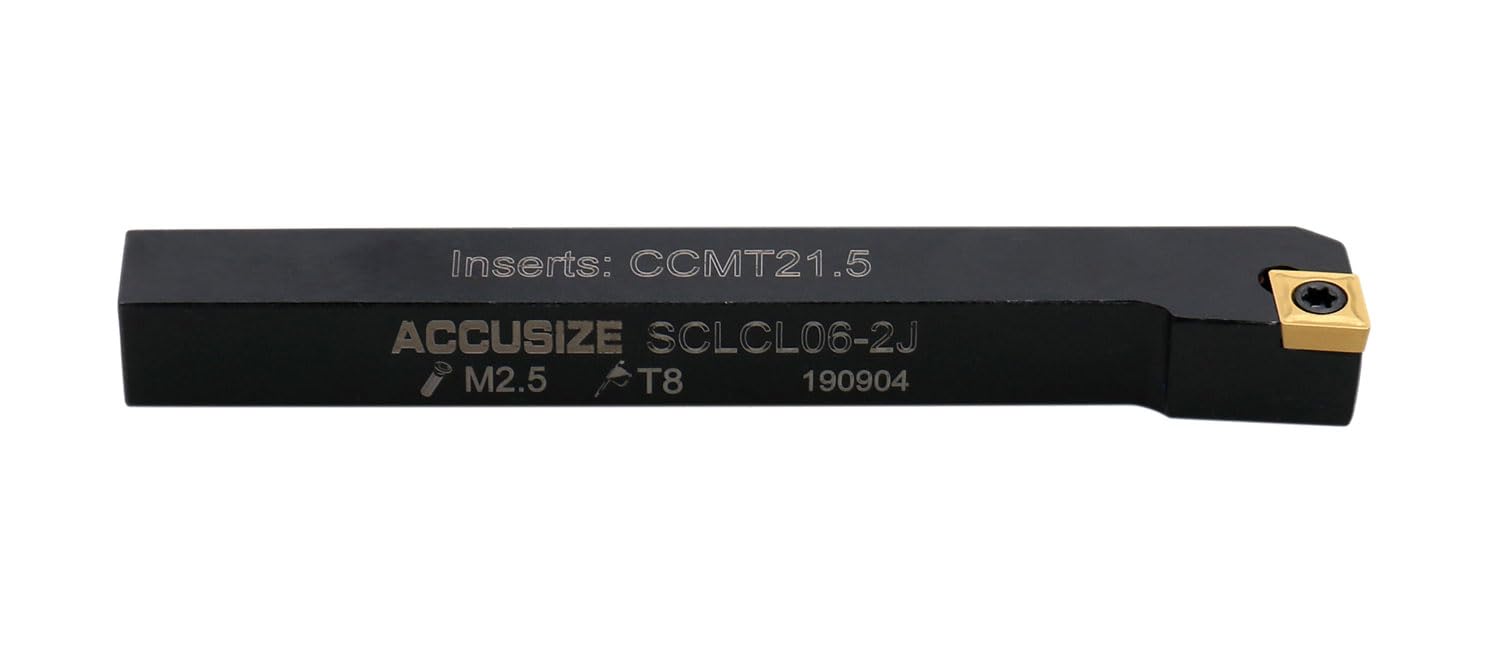 Inserts: CCMT21.5
ACCUSIZE SCLCL06-2J
M2.5 T8 190904